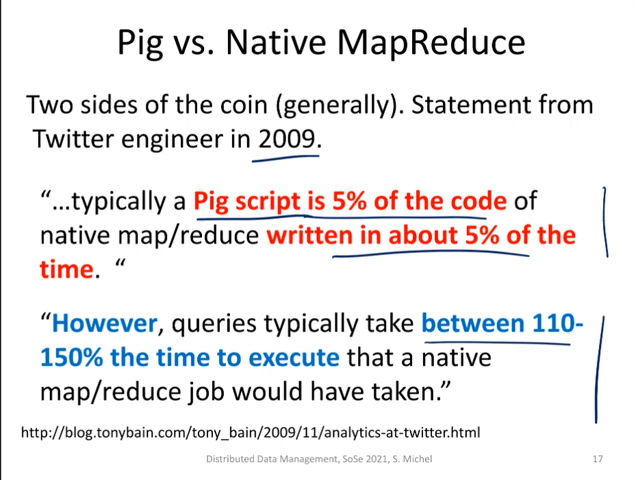 Pig vs. Native MapReduce
Two sides of the coin (generally). Statement from
Twitter engineer in 2009.
“…typically a Pig script is 5% of the code of
native map/reduce written in about 5% of the
time. “
“However, queries typically take between 110-
150% the time to execute that a native
map/reduce job would have taken.”
http://blog.tonybain.com/tony_bain/2009/11/analytics-at-twitter.html
Distributed Data Management, SoSe 2021, S. Michel
17